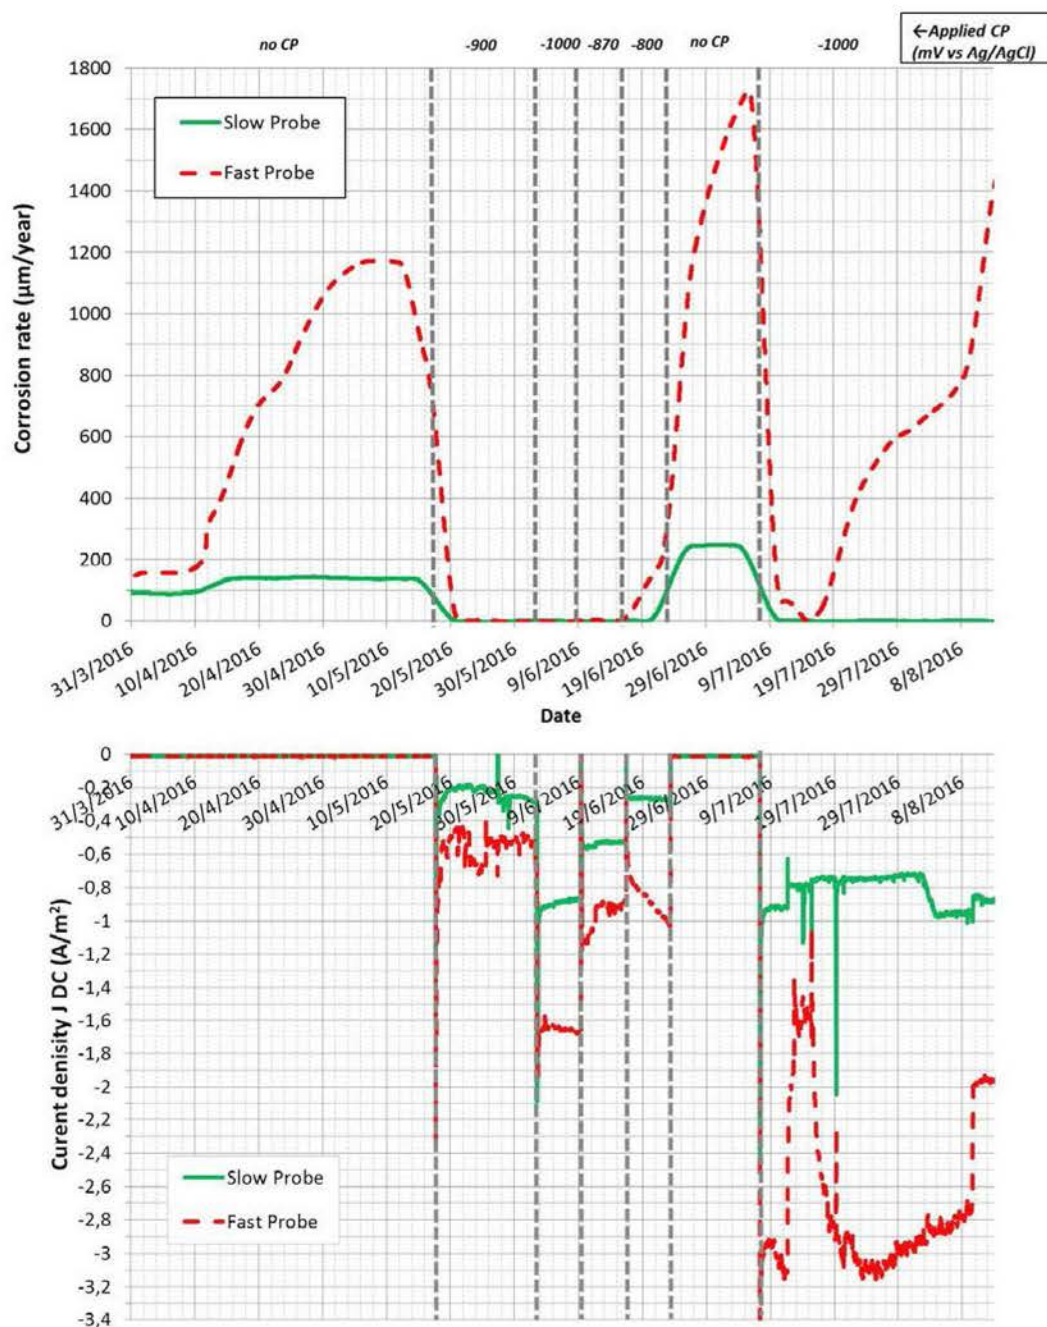 ←Applied CP
(mV vs Ag/AgCl)
no CP -900 -1000 -870 -800 no CP -1000
Corrosion rate (µm/year)
1800
1600
1400
1200
1000
800
600
400
200
0
Slow Probe
Fast Probe
31/3/2016 10/4/2016 20/4/2016 30/4/2016 10/5/2016 20/5/2016 30/5/2016 9/6/2016 19/6/2016 29/6/2016 9/7/2016 19/7/2016 29/7/2016 8/8/2016
Date
Curent denisity J DC (A/m²)
0
-0,2
-0,4
-0,6
-0,8
-1
-1,2
-1,4
-1,6
-1,8
-2
-2,2
-2,4
-2,6
-2,8
-3
-3,2
-3,4
31/3/2016 10/4/2016 20/4/2016 30/4/2016 10/5/2016 20/5/2016 30/5/2016 9/6/2016 19/6/2016 29/6/2016 9/7/2016 19/7/2016 29/7/2016 8/8/2016
Slow Probe
Fast Probe